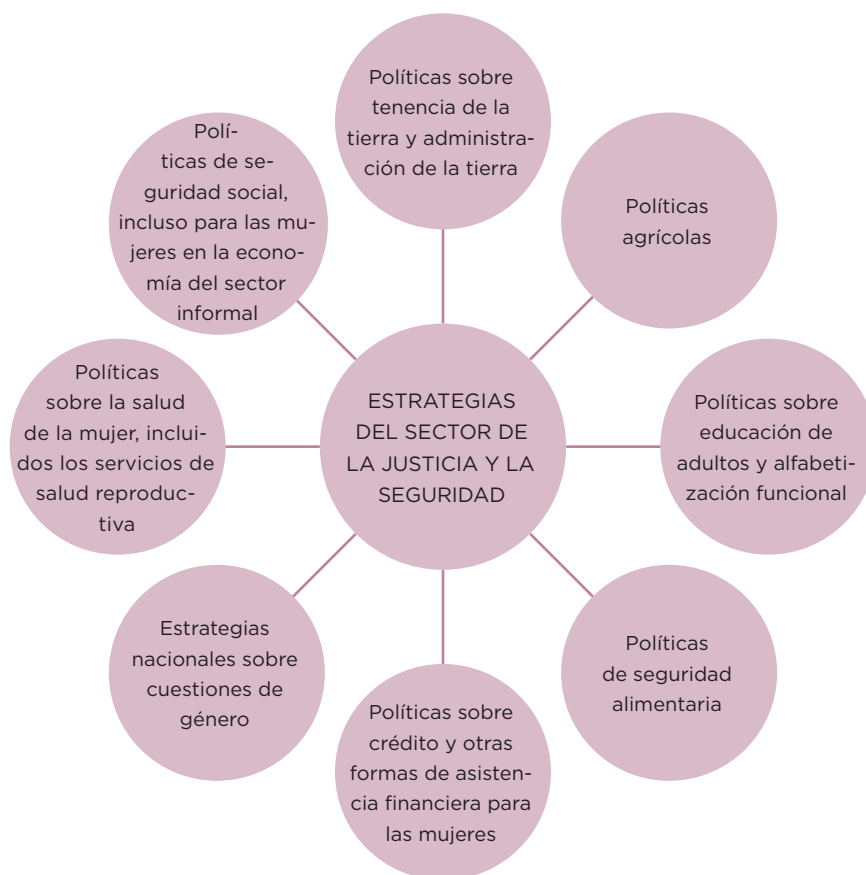 Políticas sobre
tenencia de la
tierra y administra-
ción de la tierra
Políticas
agrícolas
Políticas sobre
educación de
adultos y alfabeti-
zación funcional
Políticas
de seguridad
alimentaria
Políticas sobre
crédito y otras
formas de asisten-
cia financiera para
las mujeres
Estrategias
nacionales sobre
cuestiones de
género
Políticas
sobre la salud
de la mujer, inclui-
dos los servicios de
salud reproduc-
tiva
Polí-
ticas de se-
guridad social,
incluso para las mu-
jeres en la econo-
mía del sector
informal
ESTRATEGIAS
DEL SECTOR DE
LA JUSTICIA Y LA
SEGURIDAD